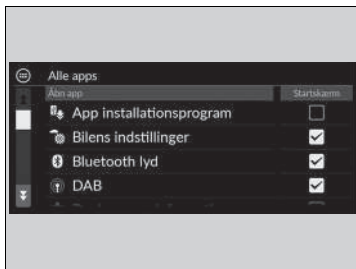 Alle apps
Åbn app Startskærm
App installationsprogram
Bilens indstillinger
Bluetooth lyd
DAB